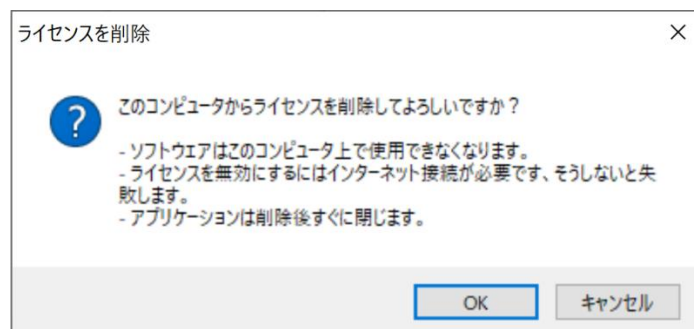 ライセンスを削除
このコンピュータからライセンスを削除してよろしいですか？
- ソフトウエアはこのコンピュータ上で使用できなくなります。
- ライセンスを無効にするにはインターネット接続が必要です、そうしないと失
敗します。
- アプリケーションは削除後すぐに閉じます。
OK
キャンセル